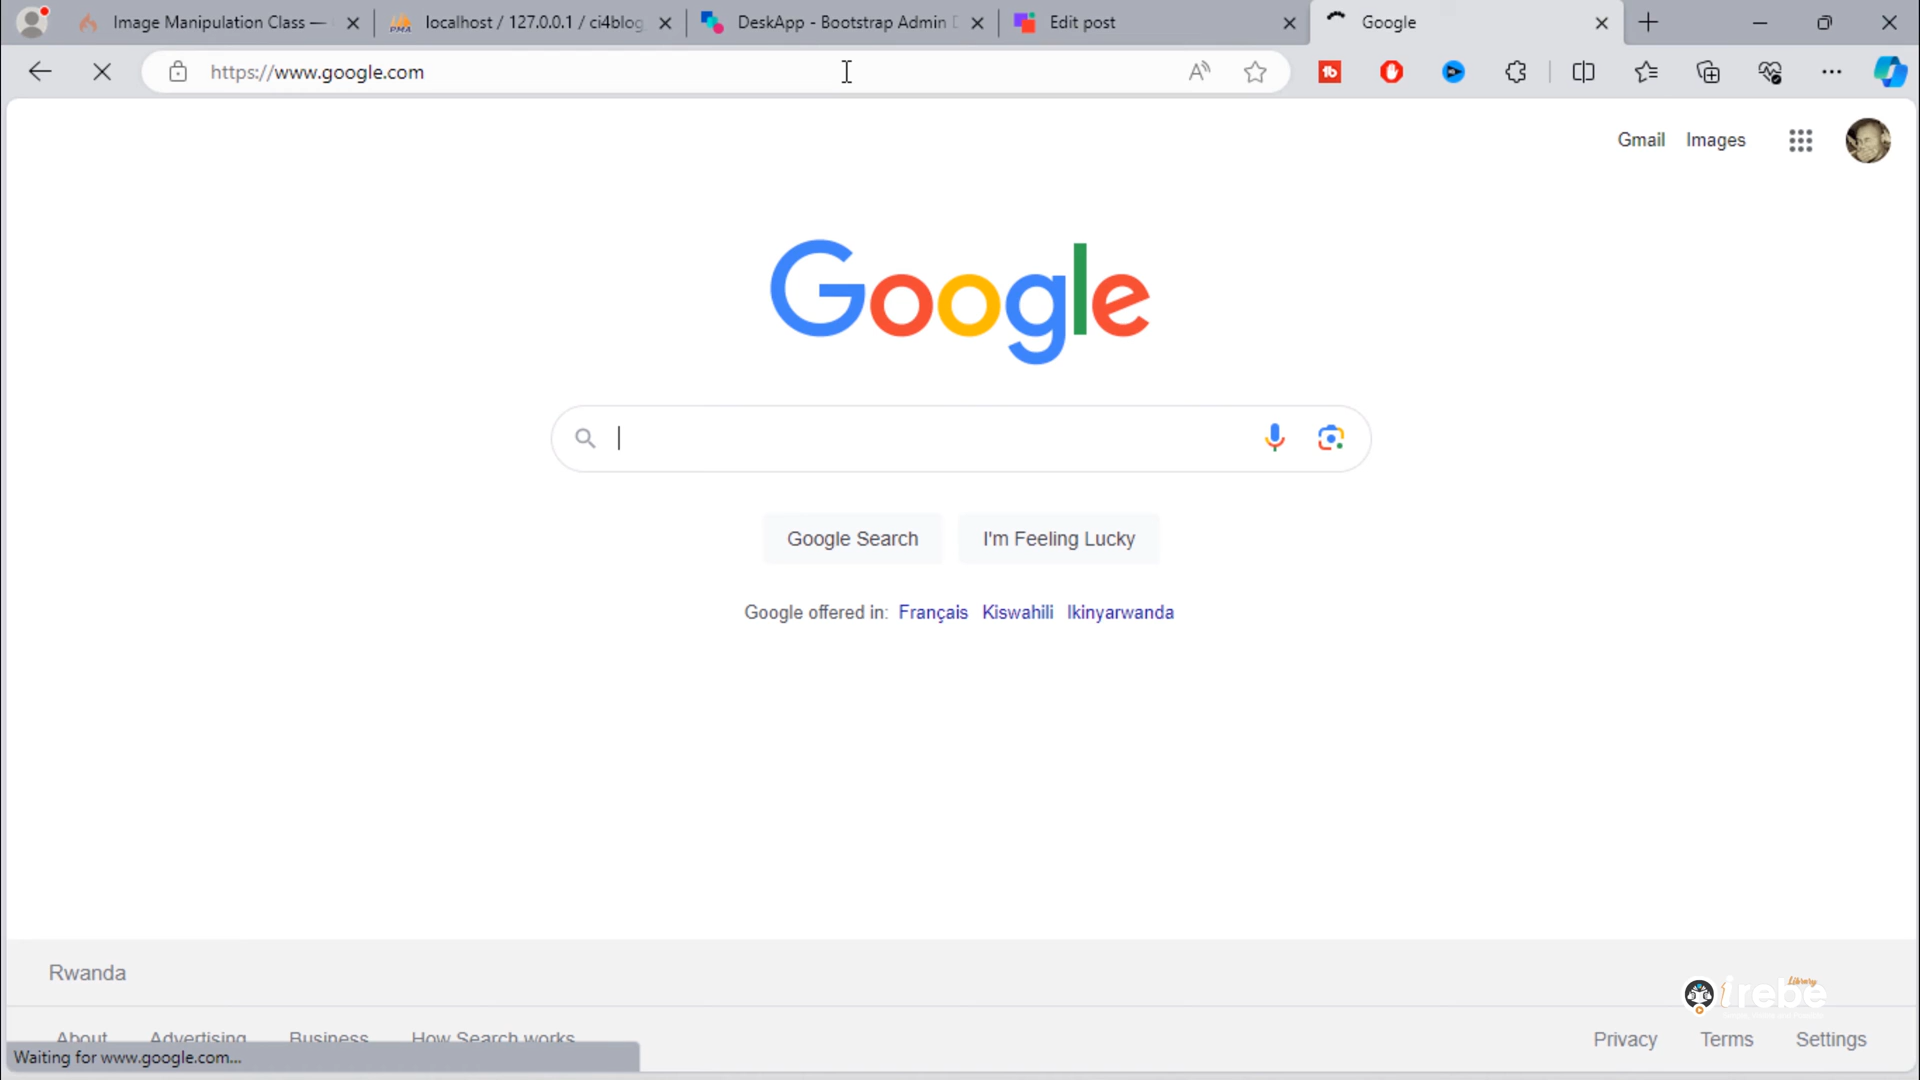 Image Manipulation Class —
localhost / 127.0.0.1 / ci4blog
DeskApp - Bootstrap Admin D
Edit post
Google
https://www.google.com
Gmail
Images
Google
Google Search
I'm Feeling Lucky
Google offered in: Français Kiswahili Ikinyarwanda
Rwanda
irebe
Library
About Advertising Business How Search works
Privacy Terms Settings
Waiting for www.google.com...